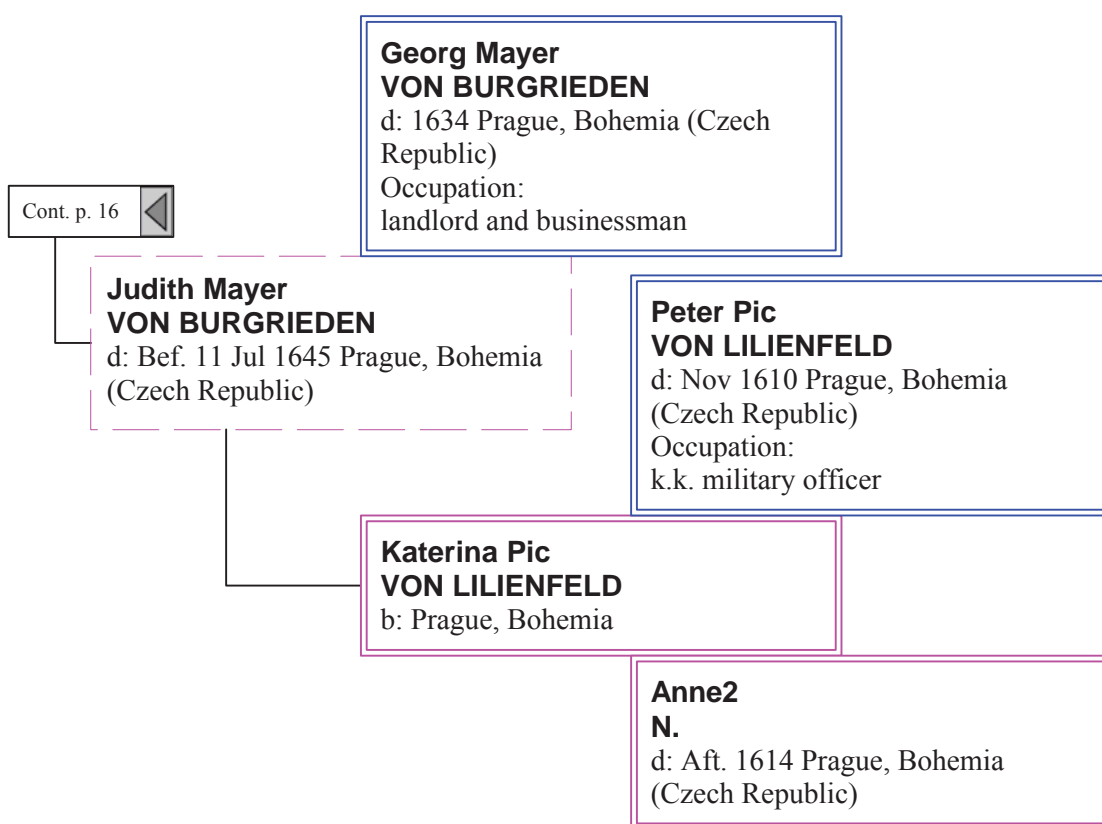 Georg Mayer
VON BURGRIEDEN
d: 1634 Prague, Bohemia (Czech
Republic)
Occupation:
landlord and businessman
Cont. p. 16
Judith Mayer
VON BURGRIEDEN
d: Bef. 11 Jul 1645 Prague, Bohemia
(Czech Republic)
Peter Pic
VON LILIENFELD
d: Nov 1610 Prague, Bohemia
(Czech Republic)
Occupation:
k.k. military officer
Katerina Pic
VON LILIENFELD
b: Prague, Bohemia
Anne2
N.
d: Aft. 1614 Prague, Bohemia
(Czech Republic)